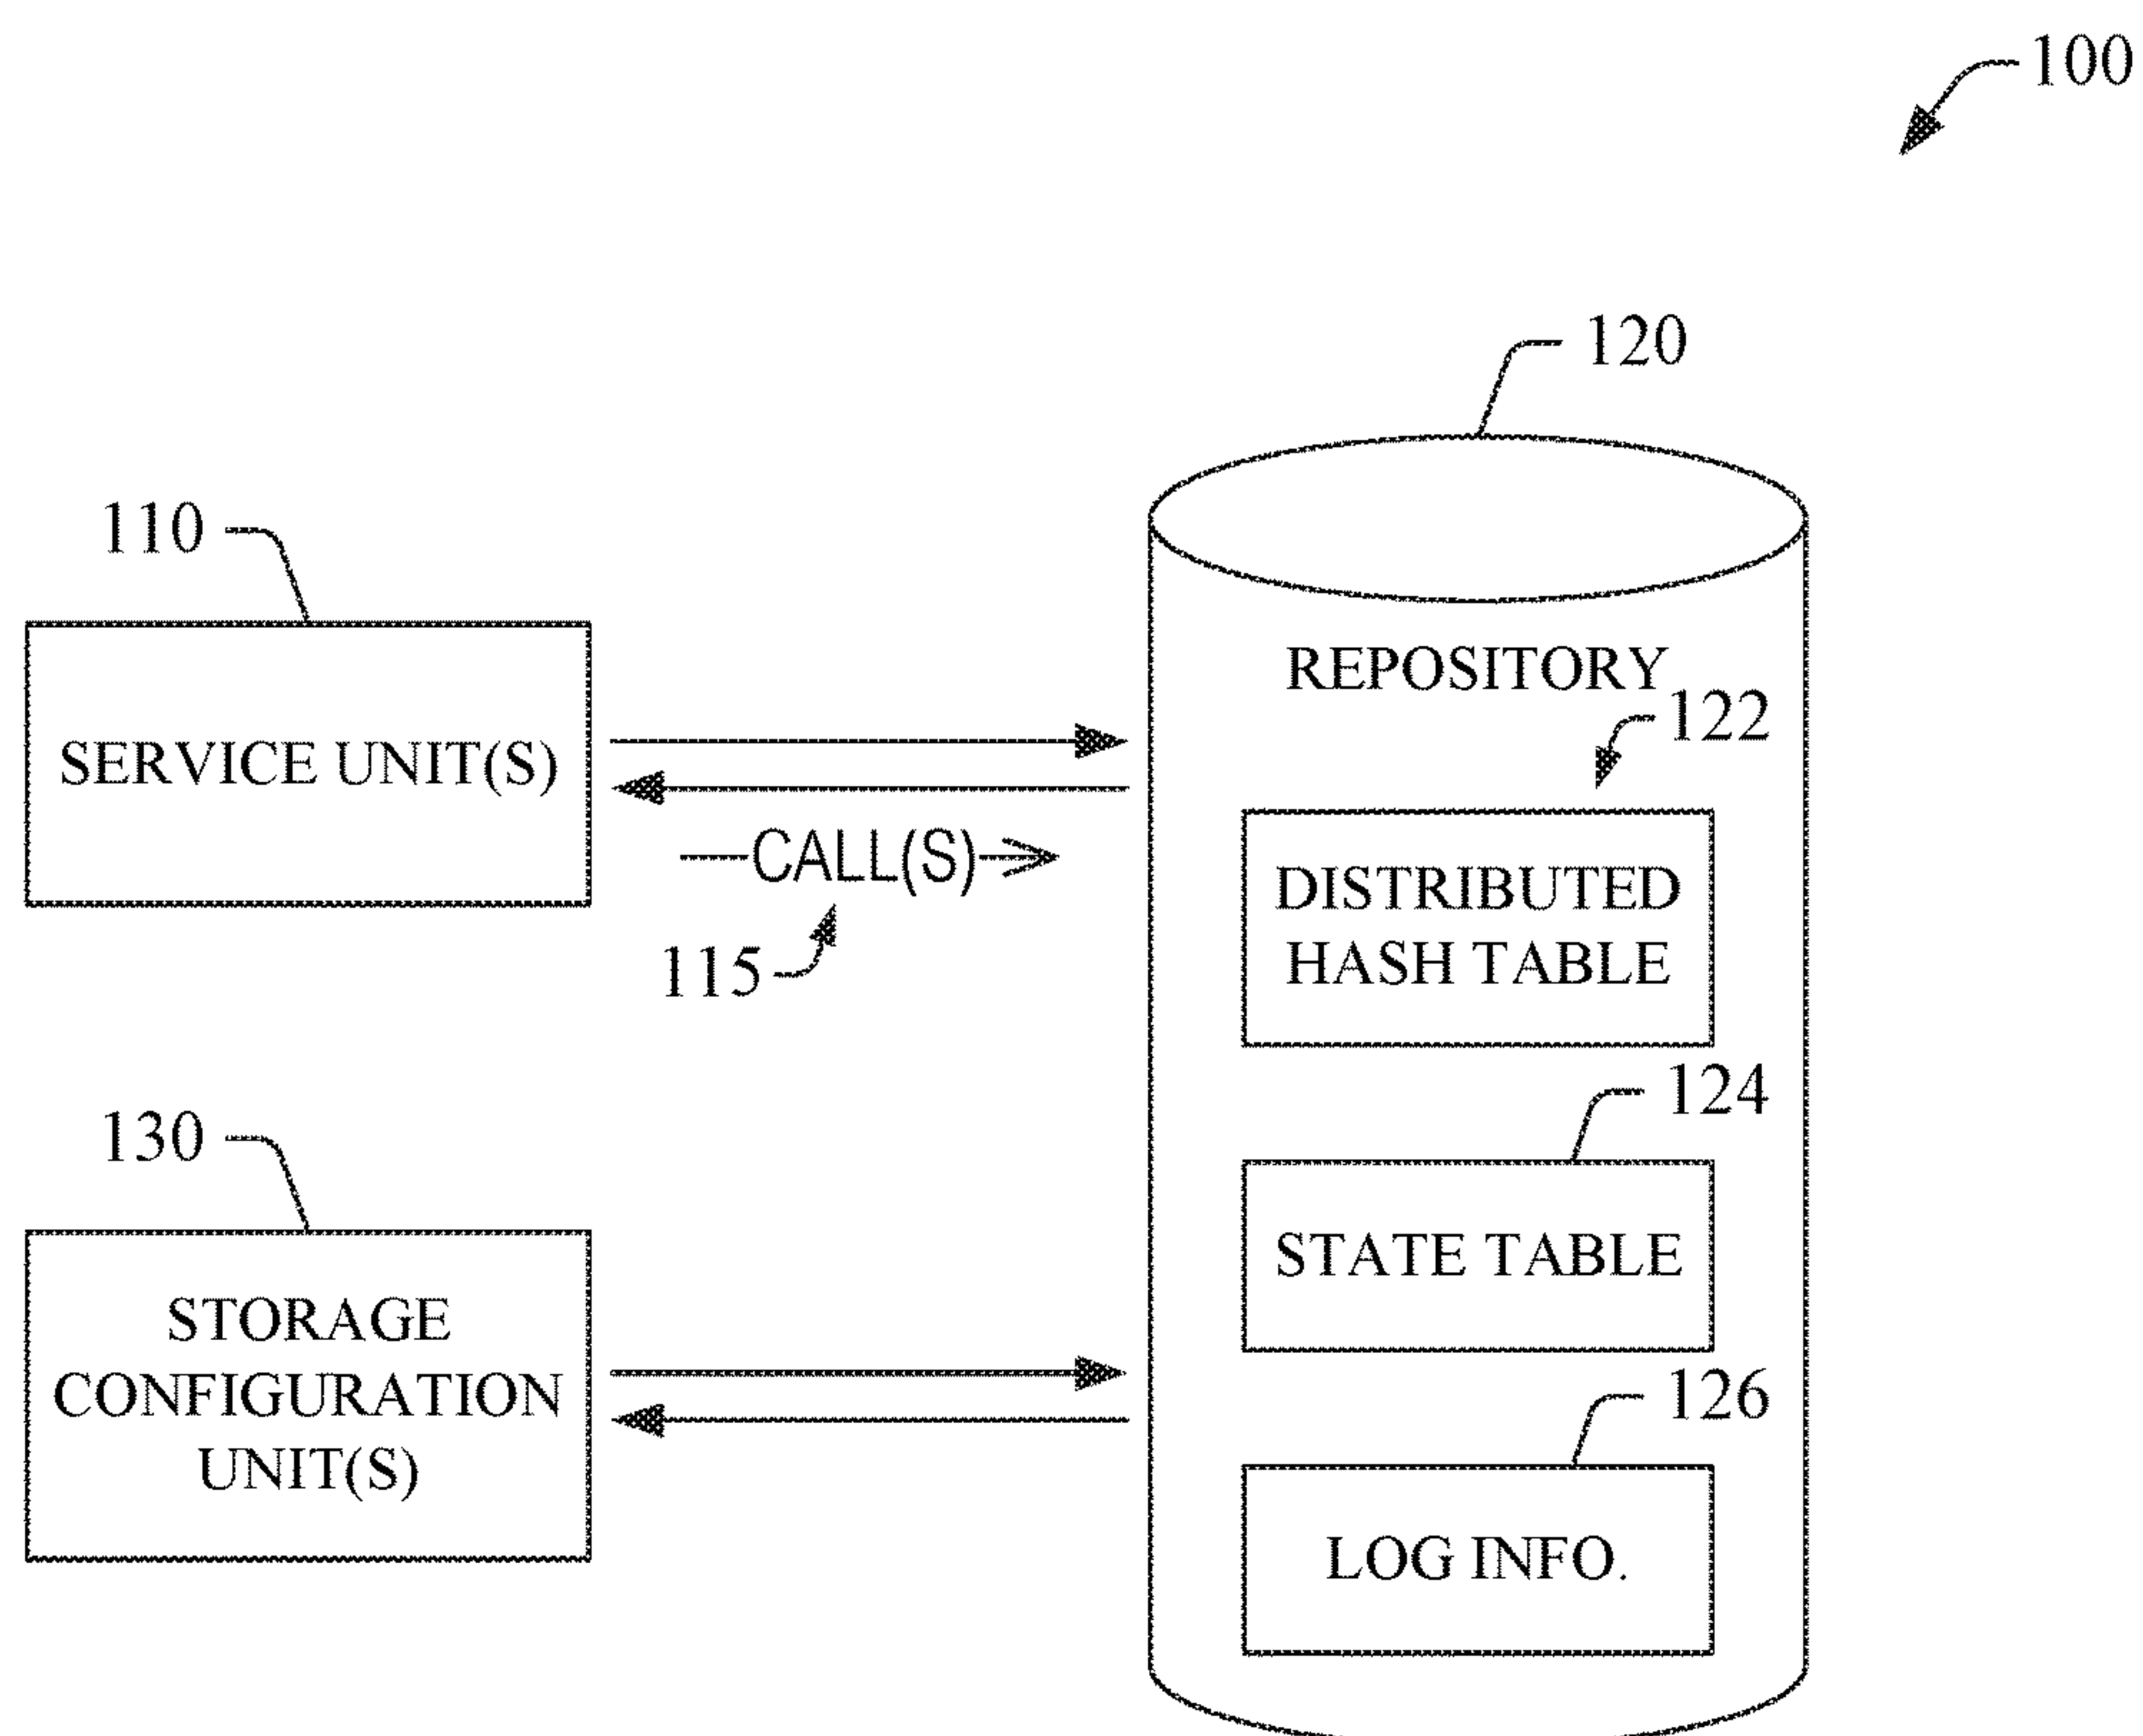 100
120
110
REPOSITORY
122
SERVICE UNIT(S)
CALL(S)
DISTRIBUTED
HASH TABLE
115
124
130
STATE TABLE
STORAGE
CONFIGURATION
UNIT(S)
126
LOG INFO.